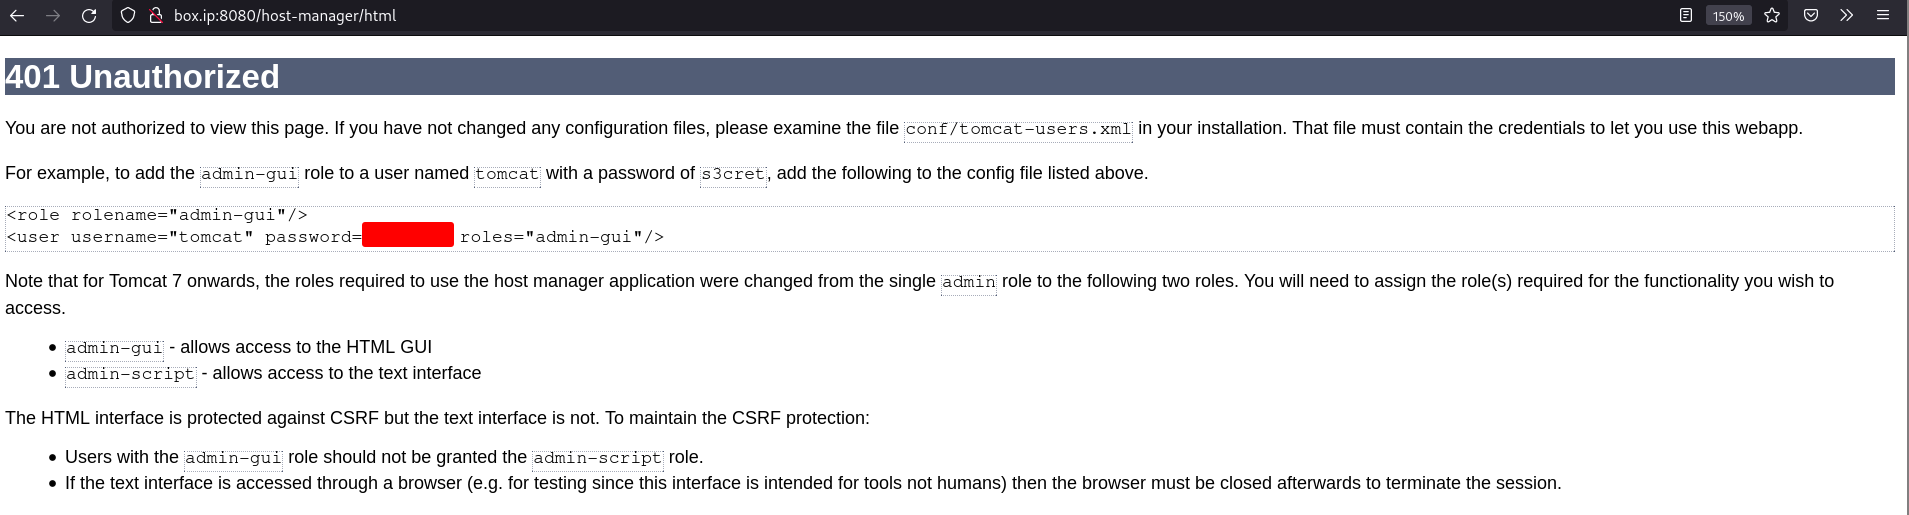 box.ip:8080/host-manager/html
150%
401 Unauthorized
You are not authorized to view this page. If you have not changed any configuration files, please examine the file conf/tomcat-users.xml in your installation. That file must contain the credentials to let you use this webapp.
For example, to add the admin-gui role to a user named tomcat with a password of s3cret, add the following to the config file listed above.
<role rolename="admin-gui"/>
<user username="tomcat" password= roles="admin-gui"/>
Note that for Tomcat 7 onwards, the roles required to use the host manager application were changed from the single admin role to the following two roles. You will need to assign the role(s) required for the functionality you wish to
access.
• admin-gui - allows access to the HTML GUI
• admin-script - allows access to the text interface
The HTML interface is protected against CSRF but the text interface is not. To maintain the CSRF protection:
• Users with the admin-gui role should not be granted the admin-script role.
• If the text interface is accessed through a browser (e.g. for testing since this interface is intended for tools not humans) then the browser must be closed afterwards to terminate the session.